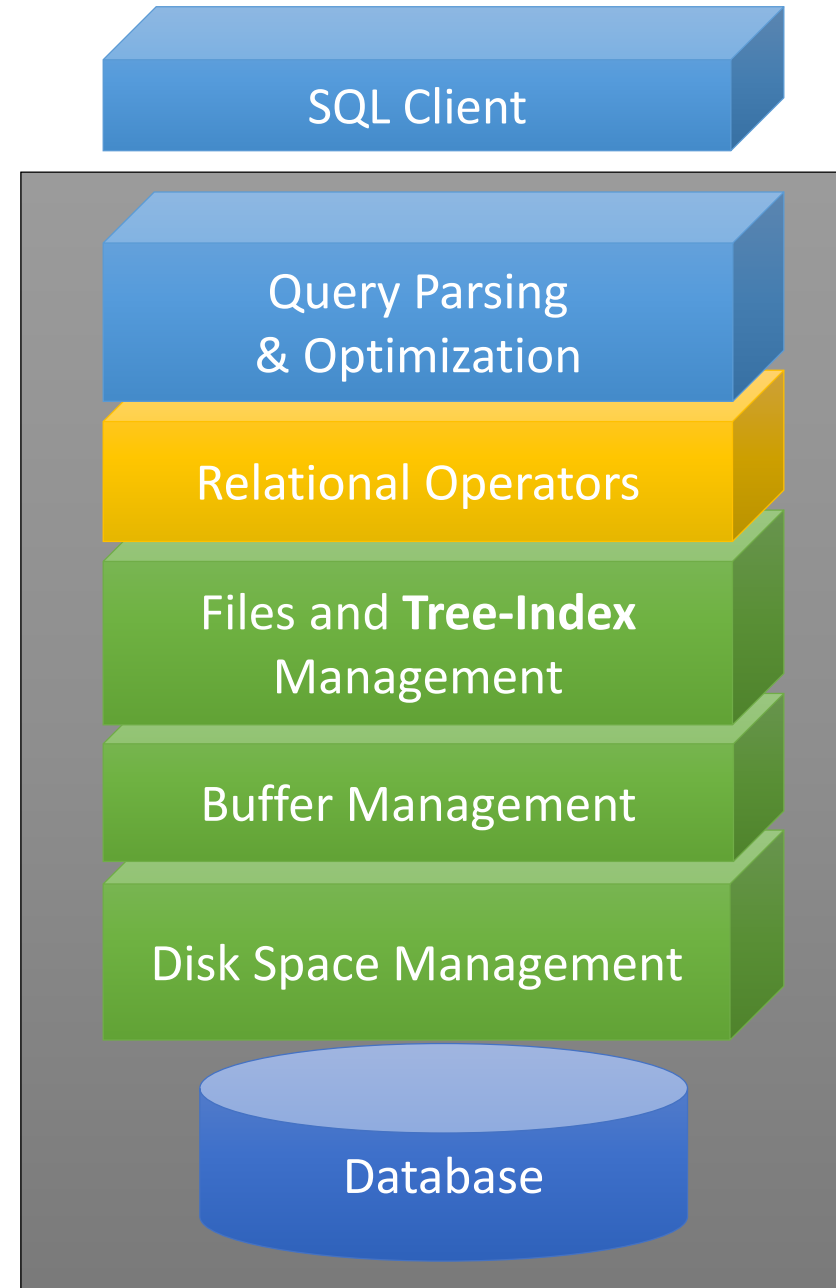 SQL Client
Query Parsing
& Optimization
Relational Operators
Files and Tree-Index
Management
Buffer Management
Disk Space Management
Database